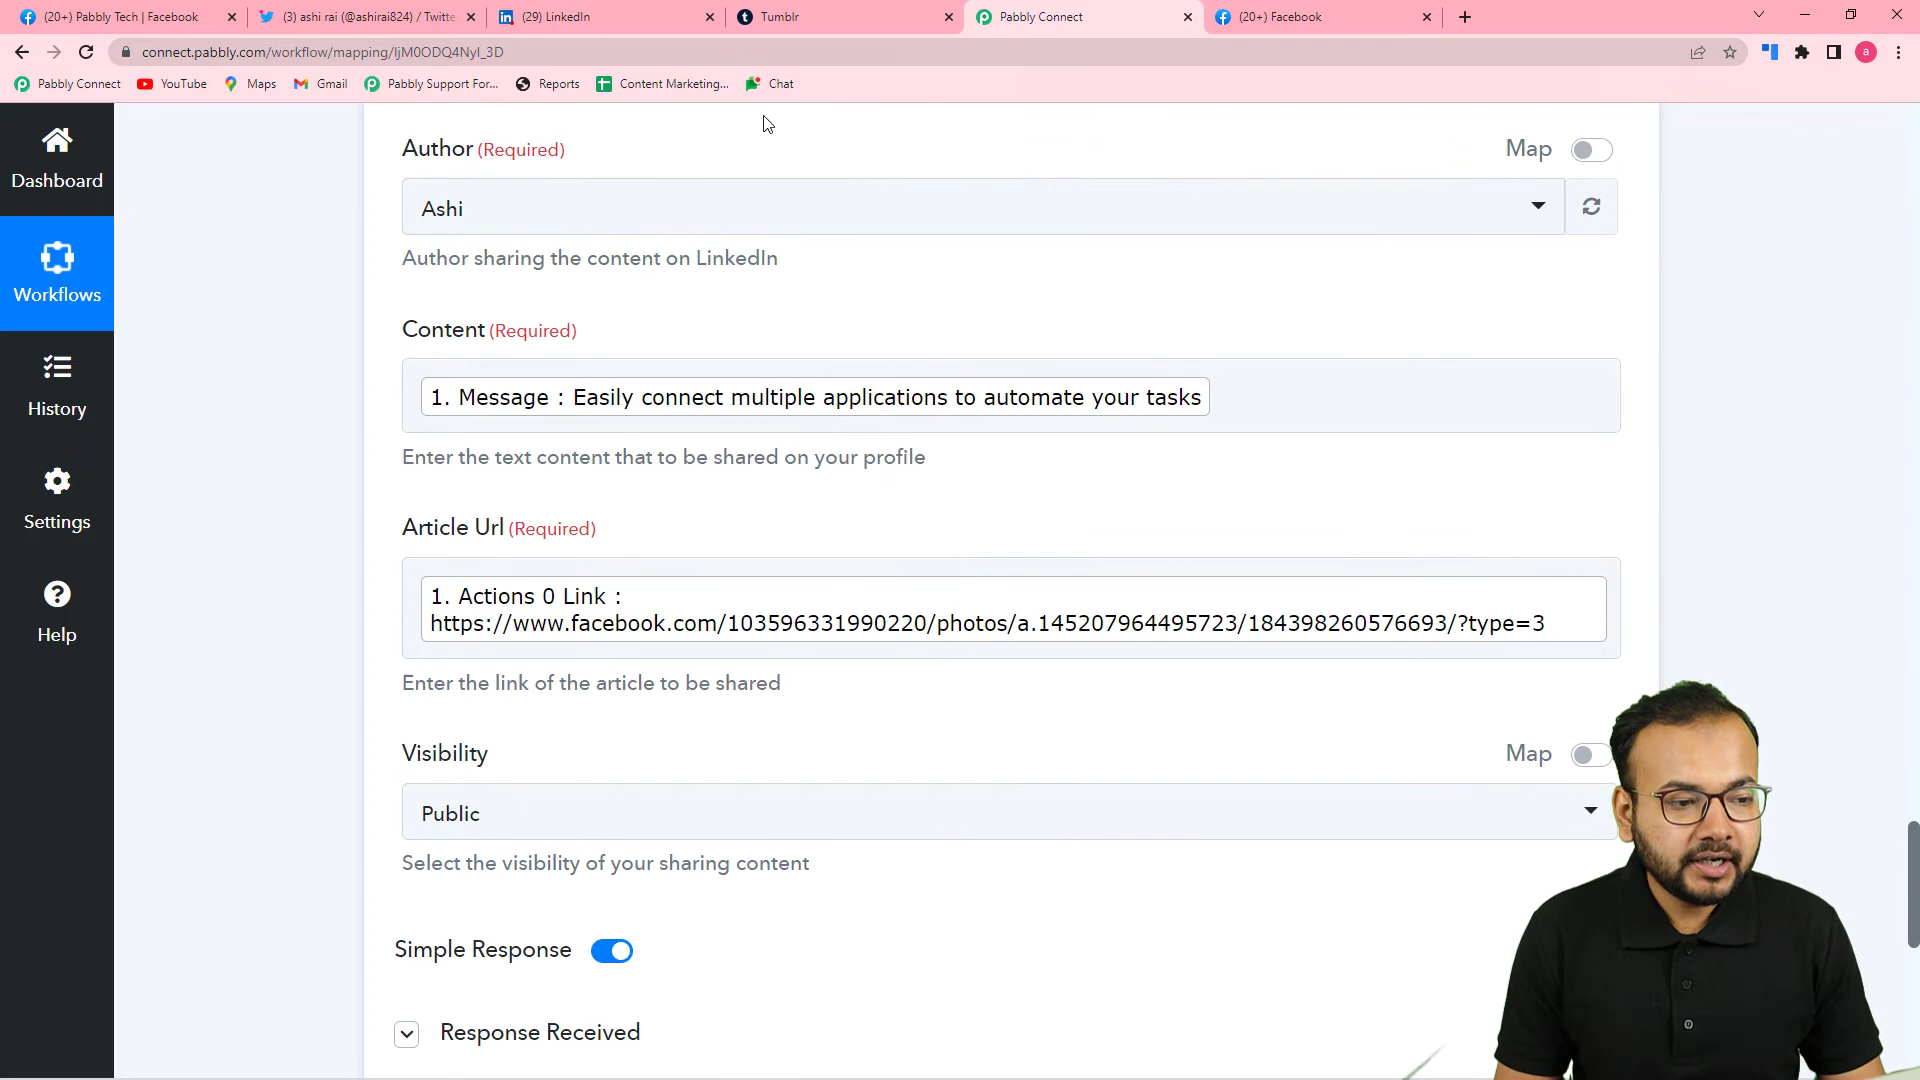 (20+) Pabbly Tech | Facebook
(3) ashi rai (@ashirai824) / Twitte
(29) LinkedIn
Tumblr
Pabbly Connect
(20+) Facebook
connect.pabbly.com/workflow/mapping/IjM0ODQ4NyI_3D
a
Pabbly Connect
YouTube
Maps
Gmail
Pabbly Support For...
Reports
Content Marketing...
Chat
Dashboard
Workflows
History
Settings
Help
Author (Required)
Map
Ashi
Author sharing the content on LinkedIn
Content (Required)
1. Message : Easily connect multiple applications to automate your tasks
Enter the text content that to be shared on your profile
Article Url (Required)
1. Actions 0 Link :
https://www.facebook.com/103596331990220/photos/a.145207964495723/184398260576693/?type=3
Enter the link of the article to be shared
Visibility
Map
Public
Select the visibility of your sharing content
Simple Response
Response Received